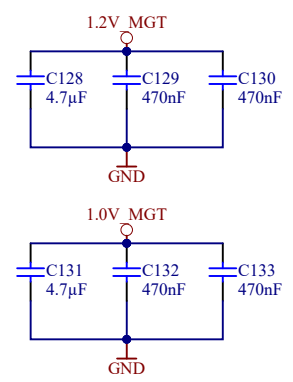 1.2V_MGT
C128 C129 C130
4.7µF 470nF 470nF
GND
1.0V_MGT
C131 C132 C133
4.7µF 470nF 470nF
GND